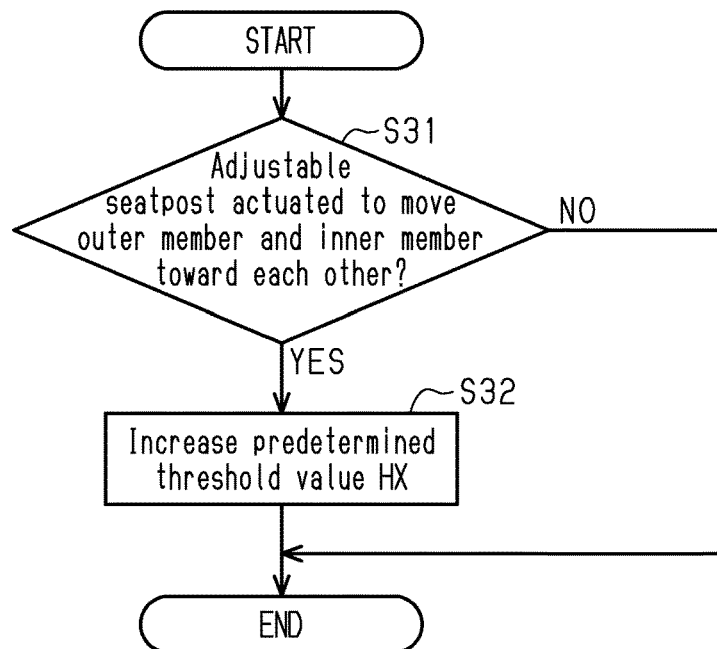 START
S31
Adjustable
seatpost actuated to move
outer member and inner member
toward each other?
NO
YES
S32
Increase predetermined
threshold value HX
END